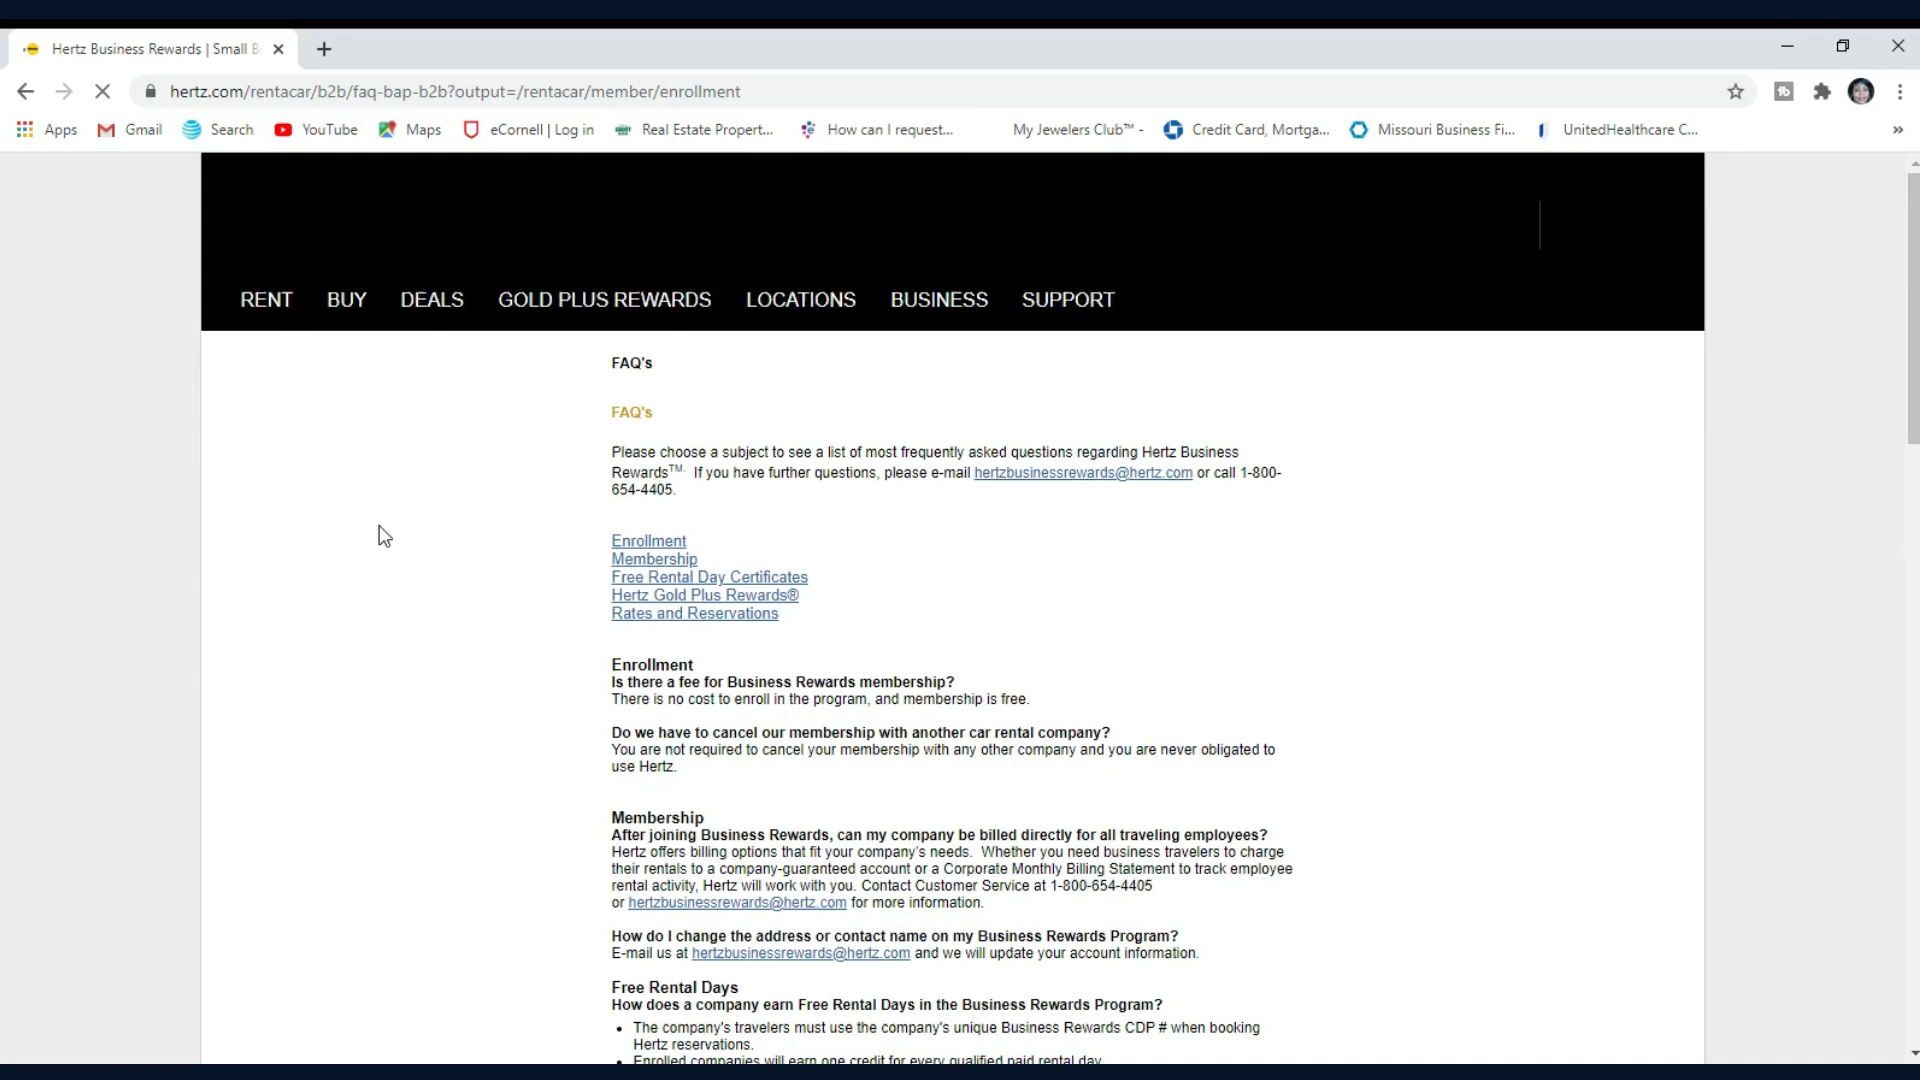 Hertz Business Rewards | Small B
hertz.com/rentacar/b2b/faq-bap-b2b?output=/rentacar/member/enrollment
Apps Gmail Search YouTube Maps eCornell | Log in Real Estate Propert... How can I request... My Jewelers Club™ - Credit Card, Mortga... Missouri Business Fi... UnitedHealthcare C... »
RENT BUY DEALS GOLD PLUS REWARDS LOCATIONS BUSINESS SUPPORT
FAQ's
FAQ's
Please choose a subject to see a list of most frequently asked questions regarding Hertz Business
Rewards™. If you have further questions, please e-mail hertzbusinessrewards@hertz.com or call 1-800-
654-4405.
Enrollment
Membership
Free Rental Day Certificates
Hertz Gold Plus Rewards®
Rates and Reservations
Enrollment
Is there a fee for Business Rewards membership?
There is no cost to enroll in the program, and membership is free.
Do we have to cancel our membership with another car rental company?
You are not required to cancel your membership with any other company and you are never obligated to
use Hertz.
Membership
After joining Business Rewards, can my company be billed directly for all traveling employees?
Hertz offers billing options that fit your company's needs. Whether you need business travelers to charge
their rentals to a company-guaranteed account or a Corporate Monthly Billing Statement to track employee
rental activity, Hertz will work with you. Contact Customer Service at 1-800-654-4405
or hertzbusinessrewards@hertz.com for more information.
How do I change the address or contact name on my Business Rewards Program?
E-mail us at hertzbusinessrewards@hertz.com and we will update your account information.
Free Rental Days
How does a company earn Free Rental Days in the Business Rewards Program?
• The company's travelers must use the company's unique Business Rewards CDP # when booking
Hertz reservations.
• Enrolled companies will earn one credit for every qualified paid rental day